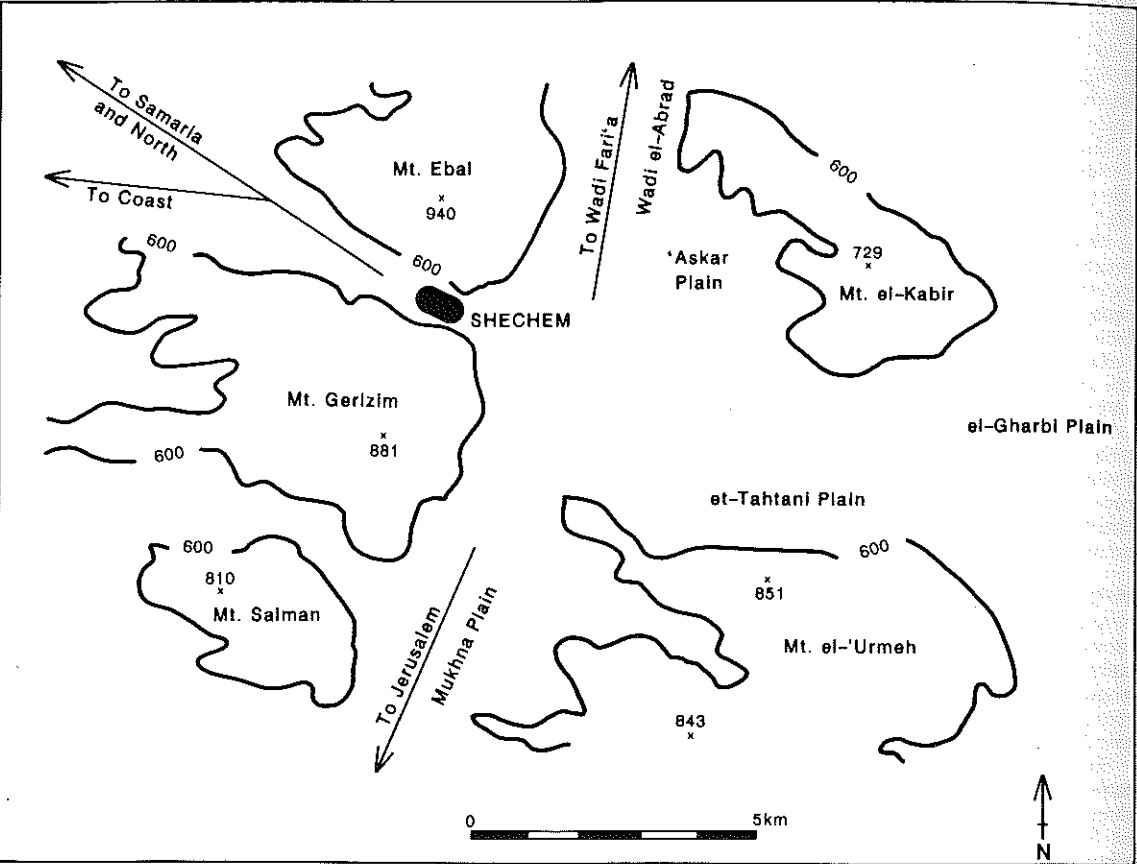 To Samaria
and North
To Coast
Mt. Ebal
940
600
600
To Wadi Fari‘a
Wadi el-Abrad
‘Askar
Plain
600
729
Mt. el-Kabir
SHECHEM
Mt. Gerizim
881
600
el-Gharbi Plain
et-Tahtani Plain
600
600
810
Mt. Salman
To Jerusalem
Mukhna Plain
851
Mt. el-‘Urmeh
843
0
5km
N